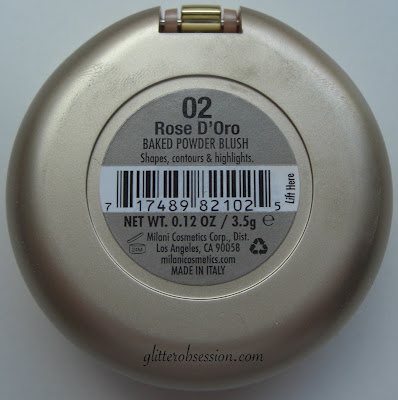 02
Rose D'Oro
BAKED POWDER BLUSH
Shapes, contours & highlights.
7 17489 82102 5
Lift Here
NET WT. 0.12 OZ / 3.5g ℮
Milani Cosmetics Corp., Dist.
Los Angeles, CA 90058
milanicosmetics.com
MADE IN ITALY
glitterobsession.com